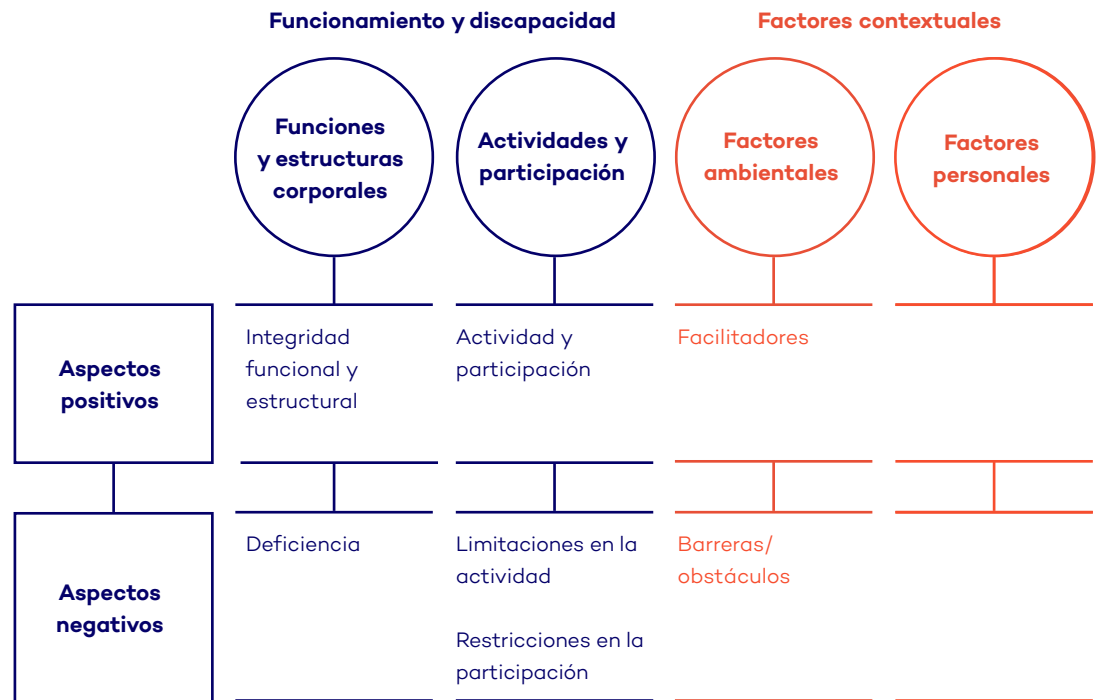 Funcionamiento y discapacidad
Factores contextuales
Funciones
y estructuras
corporales
Actividades y
participación
Factores
ambientales
Factores
personales
Aspectos
positivos
Integridad
funcional y
estructural
Actividad y
participación
Facilitadores
Aspectos
negativos
Deficiencia
Limitaciones en la
actividad
Restricciones en la
participación
Barreras/
obstáculos